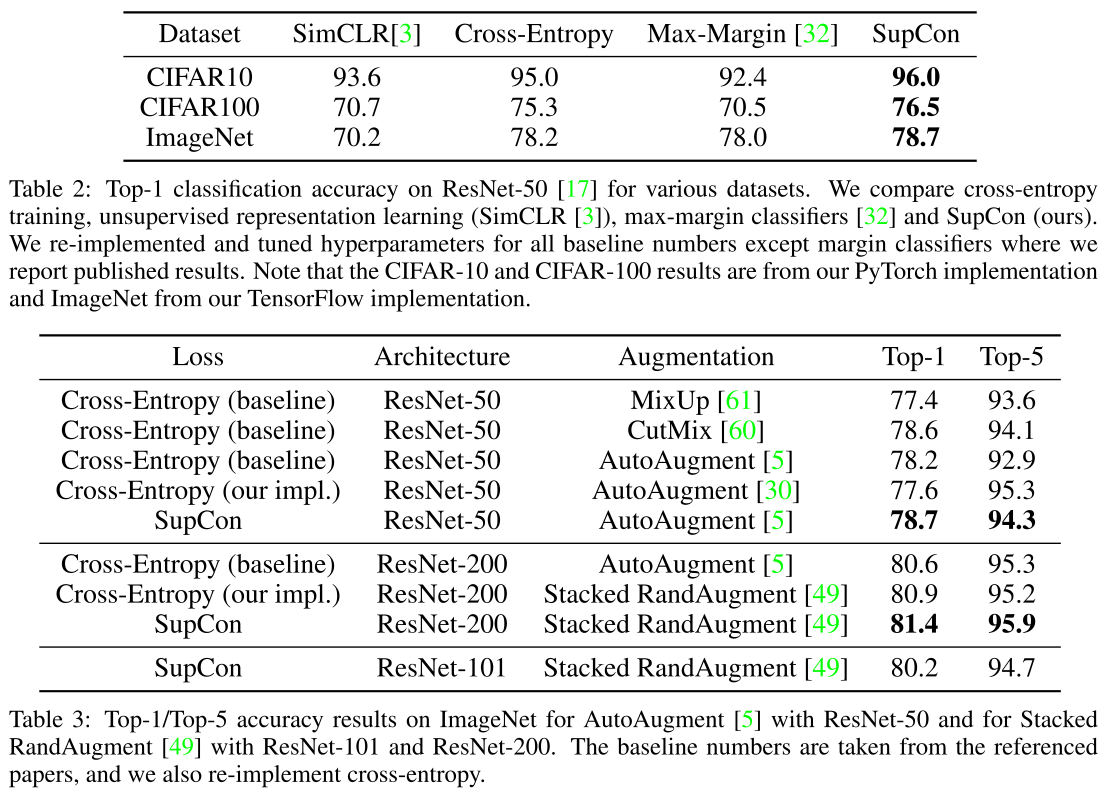 Dataset SimCLR[3] Cross-Entropy Max-Margin [32] SupCon
CIFAR10 93.6 95.0 92.4 96.0
CIFAR100 70.7 75.3 70.5 76.5
ImageNet 70.2 78.2 78.0 78.7
Table 2: Top-1 classification accuracy on ResNet-50 [17] for various datasets. We compare cross-entropy
training, unsupervised representation learning (SimCLR [3]), max-margin classifiers [32] and SupCon (ours).
We re-implemented and tuned hyperparameters for all baseline numbers except margin classifiers where we
report published results. Note that the CIFAR-10 and CIFAR-100 results are from our PyTorch implementation
and ImageNet from our TensorFlow implementation.
Loss Architecture Augmentation Top-1 Top-5
Cross-Entropy (baseline) ResNet-50 MixUp [61] 77.4 93.6
Cross-Entropy (baseline) ResNet-50 CutMix [60] 78.6 94.1
Cross-Entropy (baseline) ResNet-50 AutoAugment [5] 78.2 92.9
Cross-Entropy (our impl.) ResNet-50 AutoAugment [30] 77.6 95.3
SupCon ResNet-50 AutoAugment [5] 78.7 94.3
Cross-Entropy (baseline) ResNet-200 AutoAugment [5] 80.6 95.3
Cross-Entropy (our impl.) ResNet-200 Stacked RandAugment [49] 80.9 95.2
SupCon ResNet-200 Stacked RandAugment [49] 81.4 95.9
SupCon ResNet-101 Stacked RandAugment [49] 80.2 94.7
Table 3: Top-1/Top-5 accuracy results on ImageNet for AutoAugment [5] with ResNet-50 and for Stacked
RandAugment [49] with ResNet-101 and ResNet-200. The baseline numbers are taken from the referenced
papers, and we also re-implement cross-entropy.